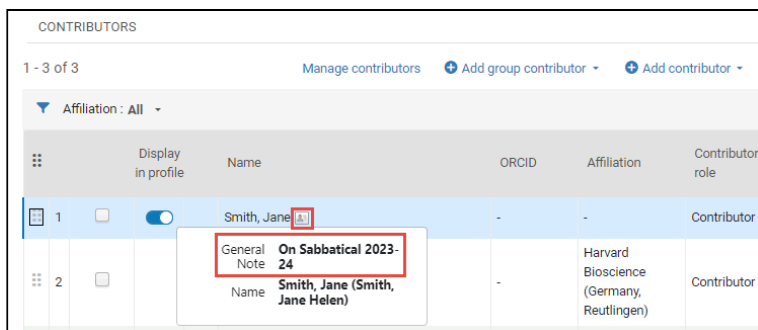 CONTRIBUTORS
1 - 3 of 3 Manage contributors Add group contributor Add contributor
Affiliation : All
Display in profile Name ORCID Affiliation Contributor role
1 Smith, Jane - - Contributor
General Note On Sabbatical 2023-24
Name Smith, Jane (Smith, Jane Helen)
2 - Harvard Bioscience (Germany, Reutlingen) Contributor